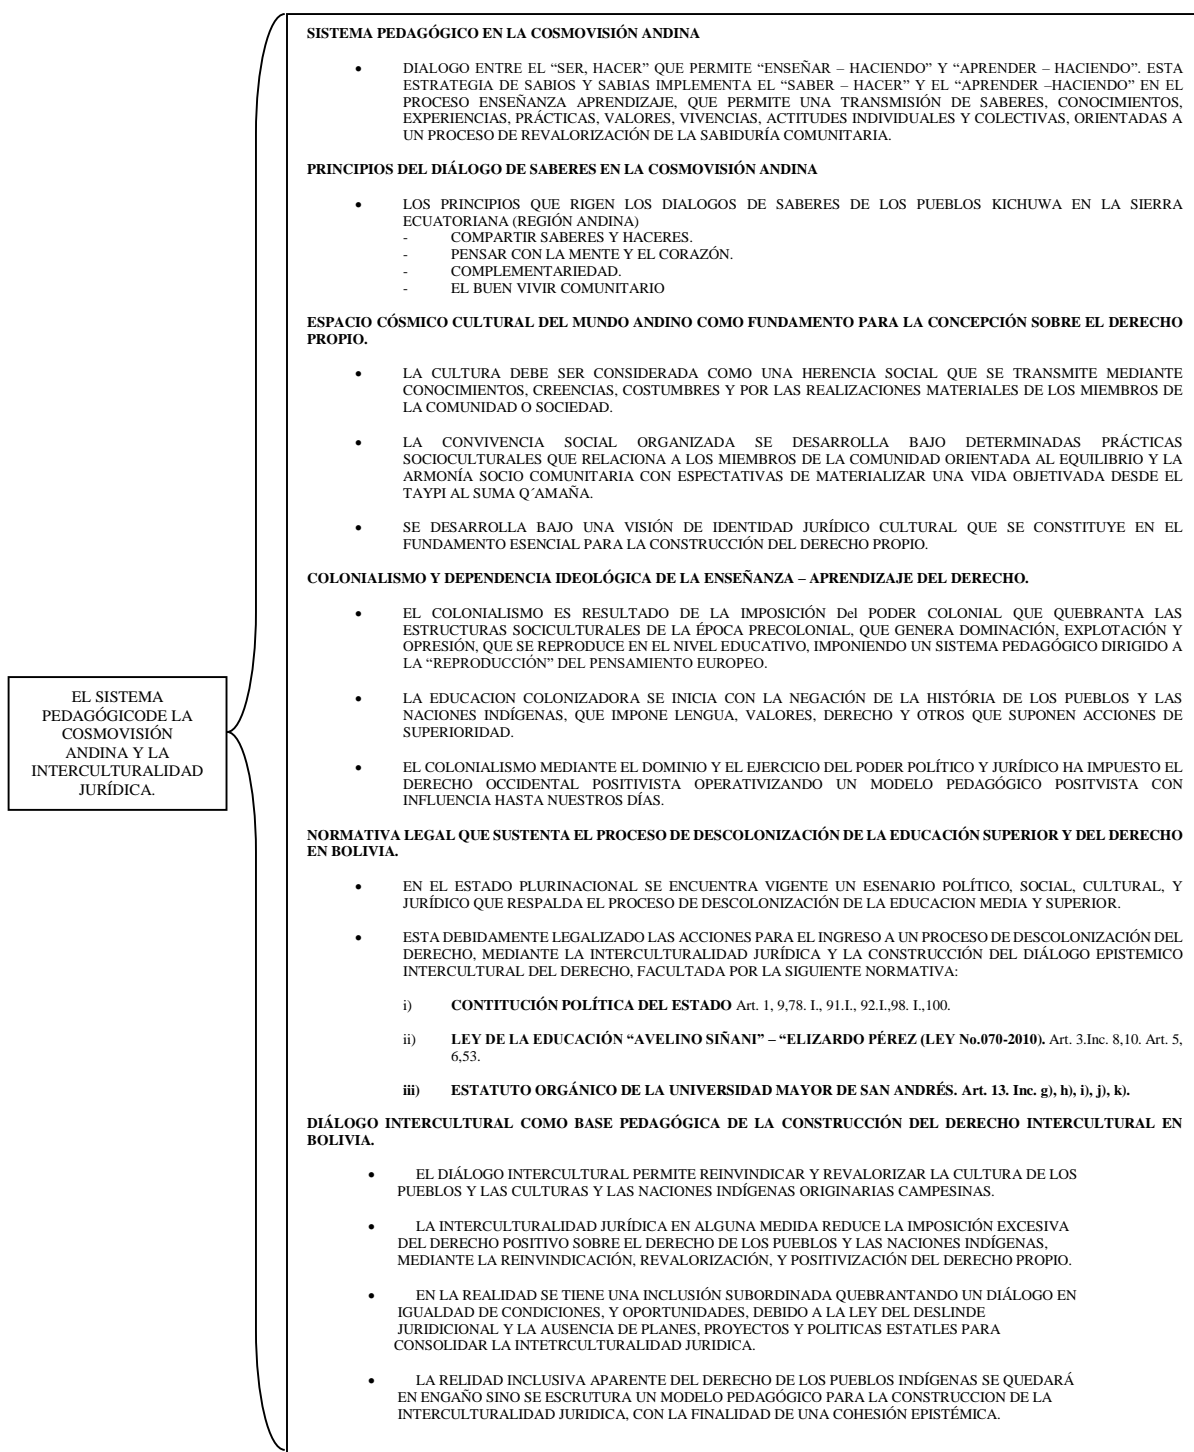 SISTEMA PEDAGÓGICO EN LA COSMOVISIÓN ANDINA
• DIALOGO ENTRE EL “SER, HACER” QUE PERMITE “ENSEÑAR – HACIENDO” Y “APRENDER – HACIENDO”. ESTA
ESTRATEGIA DE SABIOS Y SABIAS IMPLEMENTA EL “SABER – HACER” Y EL “APRENDER –HACIENDO” EN EL
PROCESO ENSEÑANZA APRENDIZAJE, QUE PERMITE UNA TRANSMISIÓN DE SABERES, CONOCIMIENTOS,
EXPERIENCIAS, PRÁCTICAS, VALORES, VIVENCIAS, ACTITUDES INDIVIDUALES Y COLECTIVAS, ORIENTADAS A
UN PROCESO DE REVALORIZACIÓN DE LA SABIDURÍA COMUNITARIA.
PRINCIPIOS DEL DIÁLOGO DE SABERES EN LA COSMOVISIÓN ANDINA
• LOS PRINCIPIOS QUE RIGEN LOS DIALOGOS DE SABERES DE LOS PUEBLOS KICHUWA EN LA SIERRA
ECUATORIANA (REGIÓN ANDINA)
- COMPARTIR SABERES Y HACERES.
- PENSAR CON LA MENTE Y EL CORAZÓN.
- COMPLEMENTARIEDAD.
- EL BUEN VIVIR COMUNITARIO
ESPACIO CÓSMICO CULTURAL DEL MUNDO ANDINO COMO FUNDAMENTO PARA LA CONCEPCIÓN SOBRE EL DERECHO
PROPIO.
• LA CULTURA DEBE SER CONSIDERADA COMO UNA HERENCIA SOCIAL QUE SE TRANSMITE MEDIANTE
CONOCIMIENTOS, CREENCIAS, COSTUMBRES Y POR LAS REALIZACIONES MATERIALES DE LOS MIEMBROS DE
LA COMUNIDAD O SOCIEDAD.
• LA CONVIVENCIA SOCIAL ORGANIZADA SE DESARROLLA BAJO DETERMINADAS PRÁCTICAS
SOCIOCULTURALES QUE RELACIONA A LOS MIEMBROS DE LA COMUNIDAD ORIENTADA AL EQUILIBRIO Y LA
ARMONÍA SOCIO COMUNITARIA CON ESPECTATIVAS DE MATERIALIZAR UNA VIDA OBJETIVADA DESDE EL
TAYPI AL SUMA Q´AMAÑA.
• SE DESARROLLA BAJO UNA VISIÓN DE IDENTIDAD JURÍDICO CULTURAL QUE SE CONSTITUYE EN EL
FUNDAMENTO ESENCIAL PARA LA CONSTRUCCIÓN DEL DERECHO PROPIO.
COLONIALISMO Y DEPENDENCIA IDEOLÓGICA DE LA ENSEÑANZA – APRENDIZAJE DEL DERECHO.
• EL COLONIALISMO ES RESULTADO DE LA IMPOSICIÓN Del PODER COLONIAL QUE QUEBRANTA LAS
ESTRUCTURAS SOCICULTURALES DE LA ÉPOCA PRECOLONIAL, QUE GENERA DOMINACIÓN, EXPLOTACIÓN Y
OPRESIÓN, QUE SE REPRODUCE EN EL NIVEL EDUCATIVO, IMPONIENDO UN SISTEMA PEDAGÓGICO DIRIGIDO A
LA “REPRODUCCIÓN” DEL PENSAMIENTO EUROPEO.
EL SISTEMA
PEDAGÓGICODE LA
COSMOVISIÓN
ANDINA Y LA
INTERCULTURALIDAD
JURÍDICA.
• LA EDUCACION COLONIZADORA SE INICIA CON LA NEGACIÓN DE LA HISTÓRIA DE LOS PUEBLOS Y LAS
NACIONES INDÍGENAS, QUE IMPONE LENGUA, VALORES, DERECHO Y OTROS QUE SUPONEN ACCIONES DE
SUPERIORIDAD.
• EL COLONIALISMO MEDIANTE EL DOMINIO Y EL EJERCICIO DEL PODER POLÍTICO Y JURÍDICO HA IMPUESTO EL
DERECHO OCCIDENTAL POSITIVISTA OPERATIVIZANDO UN MODELO PEDAGÓGICO POSITVISTA CON
INFLUENCIA HASTA NUESTROS DÍAS.
NORMATIVA LEGAL QUE SUSTENTA EL PROCESO DE DESCOLONIZACIÓN DE LA EDUCACIÓN SUPERIOR Y DEL DERECHO
EN BOLIVIA.
• EN EL ESTADO PLURINACIONAL SE ENCUENTRA VIGENTE UN ESENARIO POLÍTICO, SOCIAL, CULTURAL, Y
JURÍDICO QUE RESPALDA EL PROCESO DE DESCOLONIZACIÓN DE LA EDUCACION MEDIA Y SUPERIOR.
• ESTA DEBIDAMENTE LEGALIZADO LAS ACCIONES PARA EL INGRESO A UN PROCESO DE DESCOLONIZACIÓN DEL
DERECHO, MEDIANTE LA INTERCULTURALIDAD JURÍDICA Y LA CONSTRUCCIÓN DEL DIÁLOGO EPISTEMICO
INTERCULTURAL DEL DERECHO, FACULTADA POR LA SIGUIENTE NORMATIVA:
i) CONTITUCIÓN POLÍTICA DEL ESTADO Art. 1, 9,78. I., 91.I., 92.I.,98. I.,100.
ii) LEY DE LA EDUCACIÓN “AVELINO SIÑANI” – “ELIZARDO PÉREZ (LEY No.070-2010). Art. 3.Inc. 8,10. Art. 5,
6,53.
iii) ESTATUTO ORGÁNICO DE LA UNIVERSIDAD MAYOR DE SAN ANDRÉS. Art. 13. Inc. g), h), i), j), k).
DIÁLOGO INTERCULTURAL COMO BASE PEDAGÓGICA DE LA CONSTRUCCIÓN DEL DERECHO INTERCULTURAL EN
BOLIVIA.
• EL DIÁLOGO INTERCULTURAL PERMITE REINVINDICAR Y REVALORIZAR LA CULTURA DE LOS
PUEBLOS Y LAS CULTURAS Y LAS NACIONES INDÍGENAS ORIGINARIAS CAMPESINAS.
• LA INTERCULTURALIDAD JURÍDICA EN ALGUNA MEDIDA REDUCE LA IMPOSICIÓN EXCESIVA
DEL DERECHO POSITIVO SOBRE EL DERECHO DE LOS PUEBLOS Y LAS NACIONES INDÍGENAS,
MEDIANTE LA REINVINDICACIÓN, REVALORIZACIÓN, Y POSITIVIZACIÓN DEL DERECHO PROPIO.
• EN LA REALIDAD SE TIENE UNA INCLUSIÓN SUBORDINADA QUEBRANTANDO UN DIÁLOGO EN
IGUALDAD DE CONDICIONES, Y OPORTUNIDADES, DEBIDO A LA LEY DEL DESLINDE
JURIDICIONAL Y LA AUSENCIA DE PLANES, PROYECTOS Y POLITICAS ESTATLES PARA
CONSOLIDAR LA INTETRCULTURALIDAD JURIDICA.
• LA RELIDAD INCLUSIVA APARENTE DEL DERECHO DE LOS PUEBLOS INDÍGENAS SE QUEDARÁ
EN ENGAÑO SINO SE ESCRUTURA UN MODELO PEDAGÓGICO PARA LA CONSTRUCCION DE LA
INTERCULTURALIDAD JURIDICA, CON LA FINALIDAD DE UNA COHESIÓN EPISTÉMICA.